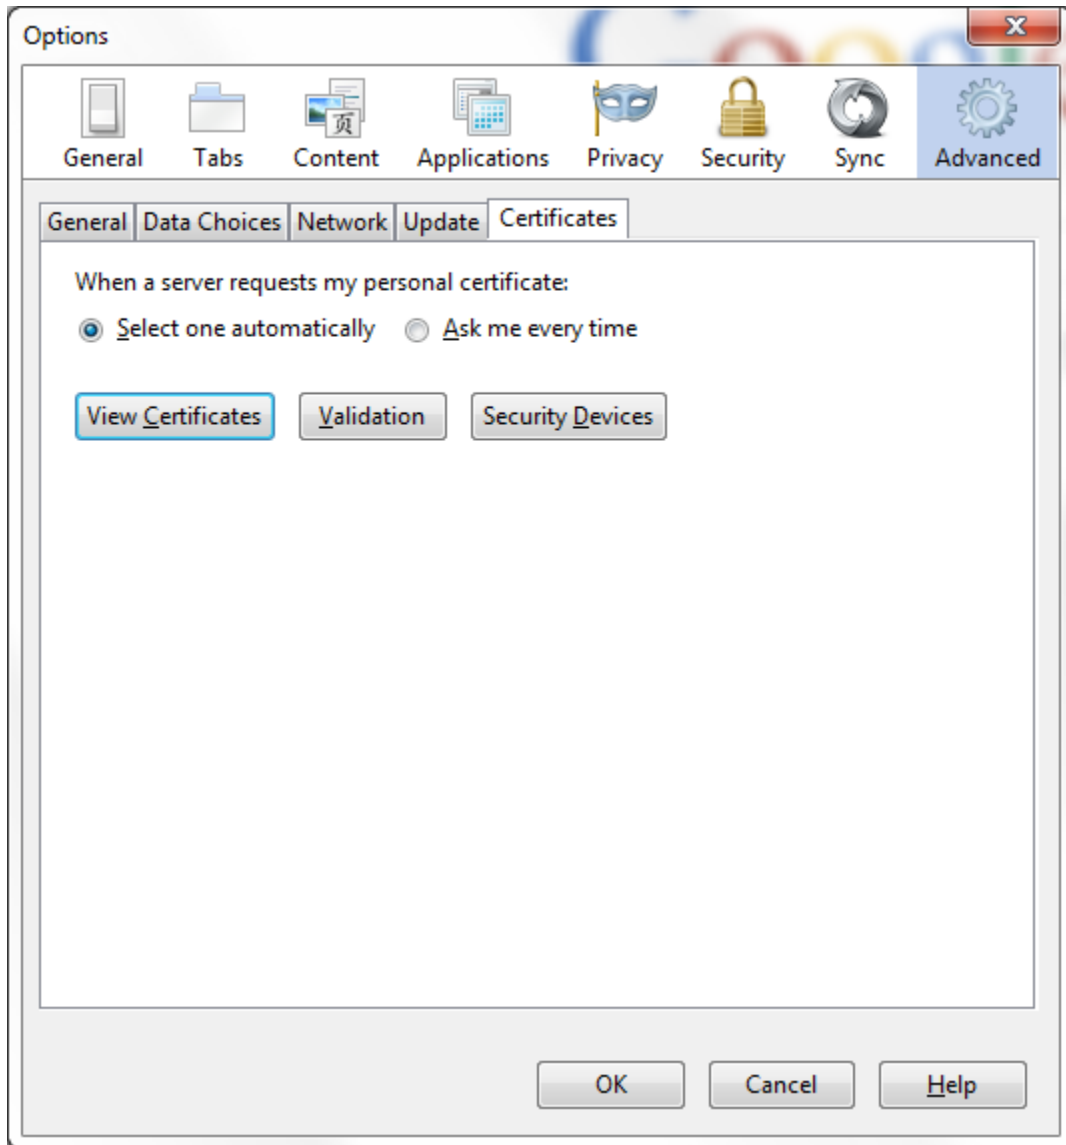 Options
General Tabs Content Applications Privacy Security Sync Advanced
General Data Choices Network Update Certificates
When a server requests my personal certificate:
Select one automatically Ask me every time
View Certificates Validation Security Devices
OK Cancel Help